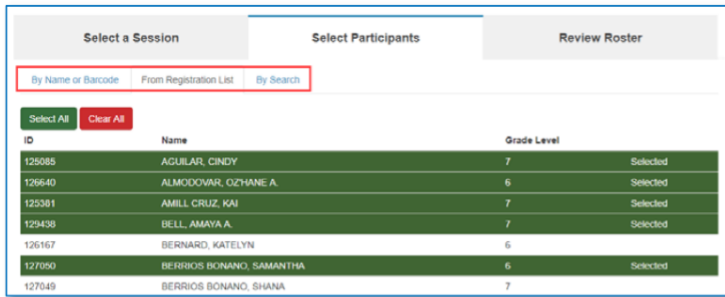 Select a Session Select Participants Review Roster
By Name or Barcode From Registration List By Search
Select All Clear All
ID Name Grade Level
125085 AGUILAR, CINDY 7 Selected
126640 ALMODOVAR, OZ'HANE A. 6 Selected
125381 AMILL CRUZ, KAI 7 Selected
129438 BELL, AMAYA A. 7 Selected
126167 BERNARD, KATELYN 6
127050 BERRIOS BONANO, SAMANTHA 6 Selected
127049 BERRIOS BONANO, SHANA 7